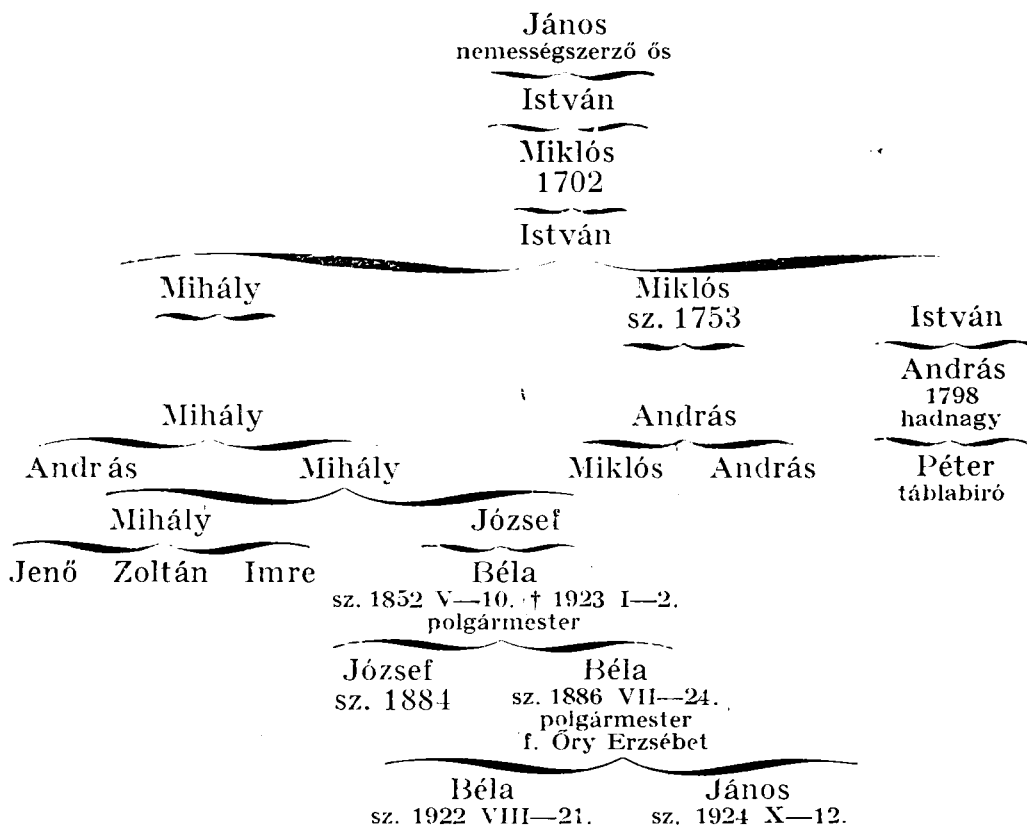 János
nemességszerző ős
István
Miklós
1702
István
Mihály Miklós
sz. 1753 István
András
1798
hadnagy
Mihály András
András Mihály Miklós András Péter
táblabíró
Mihály József
Jenő Zoltán Imre Béla
sz. 1852 V—10. † 1923 I—2.
polgármester
József Béla
sz. 1884 sz. 1886 VII—24.
polgármester
f. Őry Erzsébet
Béla János
sz. 1922 VIII—21. sz. 1924 X—12.